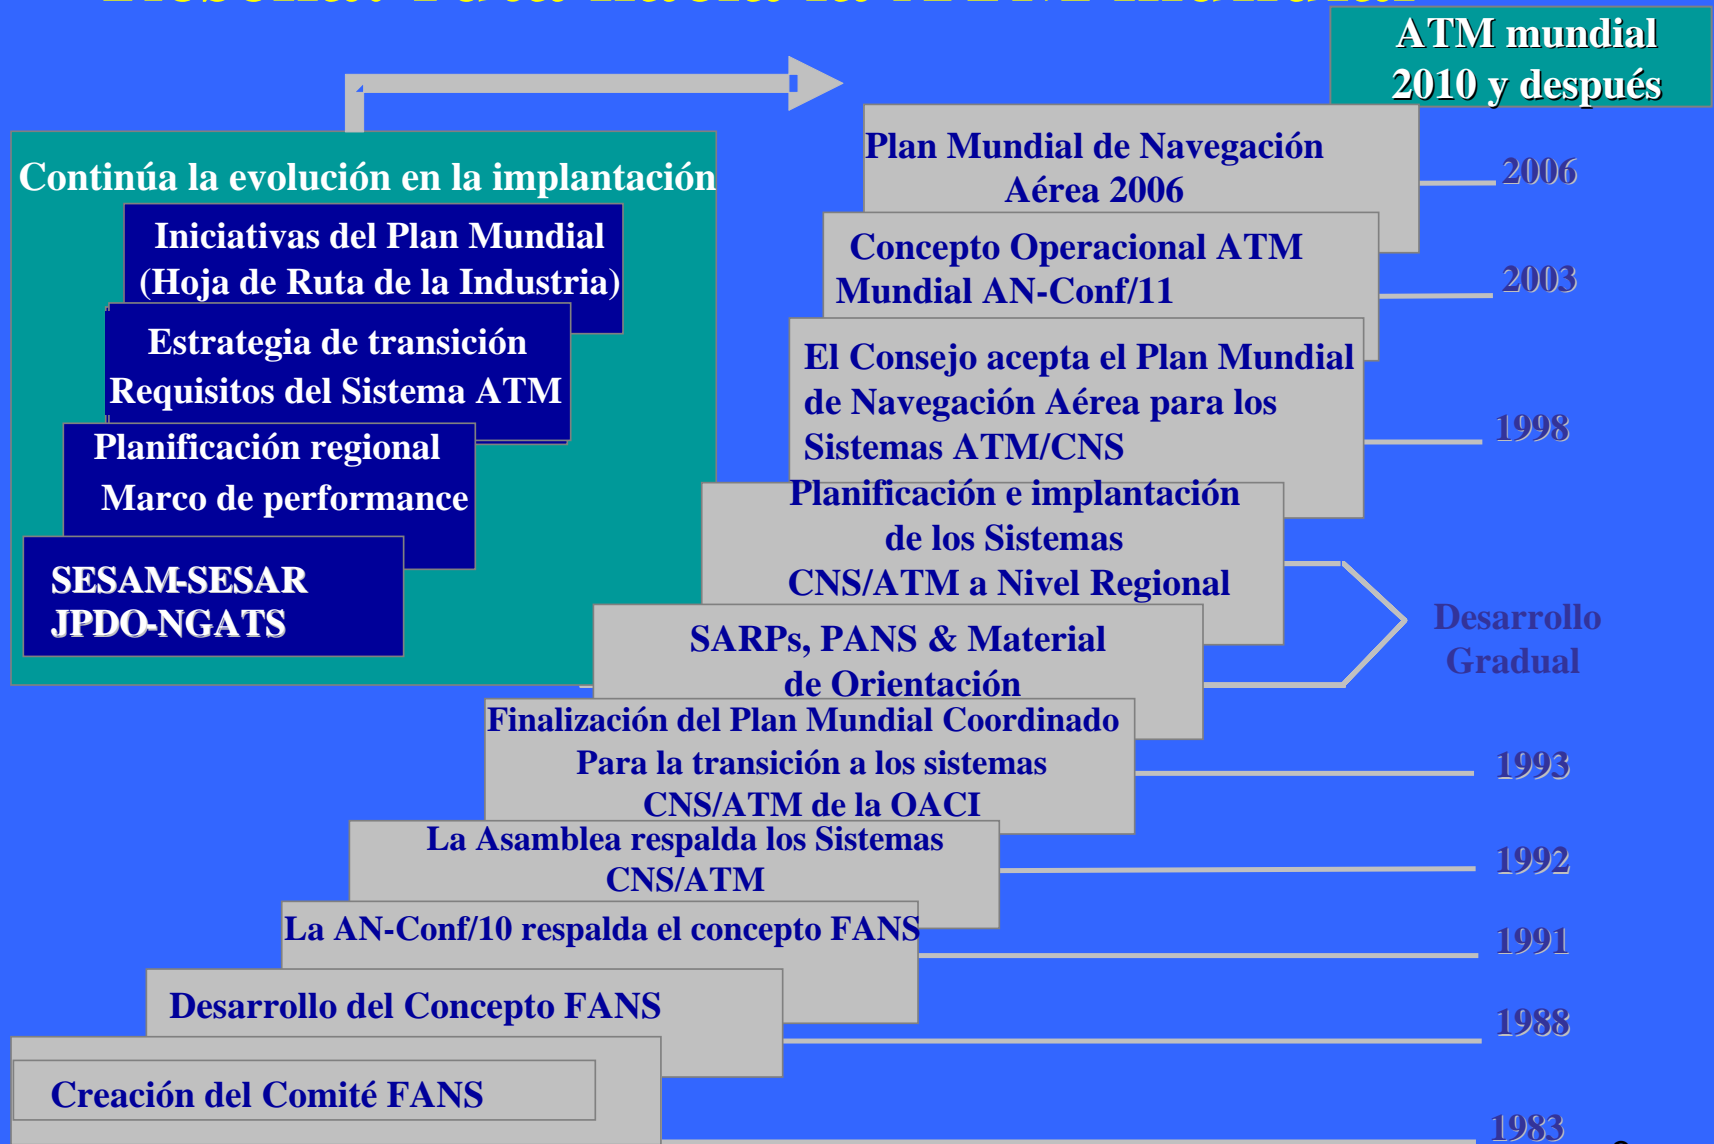 ATM mundial
2010 y después
Continúa la evolución en la implantación
Iniciativas del Plan Mundial
(Hoja de Ruta de la Industria)
Estrategia de transición
Requisitos del Sistema ATM
Planificación regional
Marco de performance
SESAM-SESAR
JPDO-NGATS
Plan Mundial de Navegación
Aérea 2006
2006
Concepto Operacional ATM
Mundial AN-Conf/11
2003
El Consejo acepta el Plan Mundial
de Navegación Aérea para los
Sistemas ATM/CNS
1998
Planificación e implantación
de los Sistemas
CNS/ATM a Nivel Regional
SARPs, PANS & Material
de Orientación
Desarrollo
Gradual
Finalización del Plan Mundial Coordinado
Para la transición a los sistemas
CNS/ATM de la OACI
1993
La Asamblea respalda los Sistemas
CNS/ATM
1992
La AN-Conf/10 respalda el concepto FANS
1991
Desarrollo del Concepto FANS
1988
Creación del Comité FANS
1983